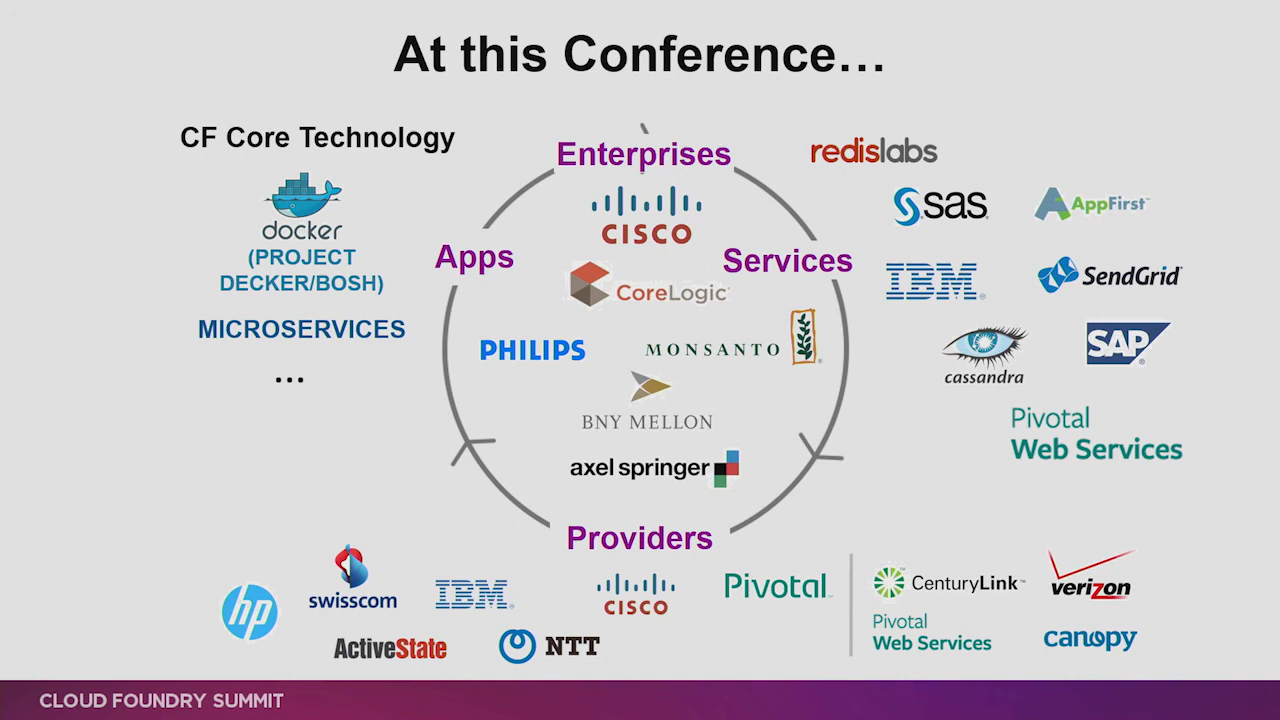 At this Conference…
CF Core Technology
docker
(PROJECT
DECKER/BOSH)
MICROSERVICES
...
Enterprises
Apps
Services
CISCO
CoreLogic
PHILIPS
MONSANTO
BNY MELLON
axel springer
Providers
redislabs
sas
AppFirst
IBM
SendGrid
cassandra
SAP
Pivotal
Web Services
hp
swisscom
IBM
CISCO
Pivotal
ActiveState
NTT
CenturyLink
verizon
Pivotal
Web Services
canopy
CLOUD FOUNDRY SUMMIT